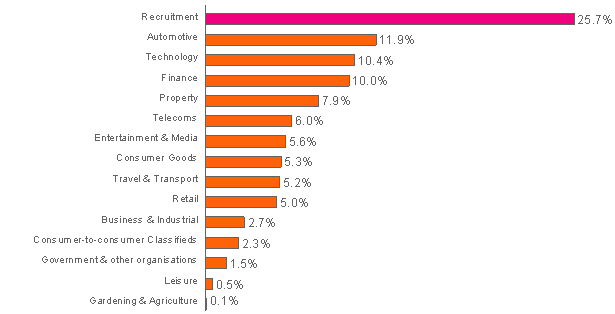 Recruitment 25.7%
Automotive 11.9%
Technology 10.4%
Finance 10.0%
Property 7.9%
Telecoms 6.0%
Entertainment & Media 5.6%
Consumer Goods 5.3%
Travel & Transport 5.2%
Retail 5.0%
Business & Industrial 2.7%
Consumer-to-consumer Classifieds 2.3%
Government & other organisations 1.5%
Leisure 0.5%
Gardening & Agriculture 0.1%